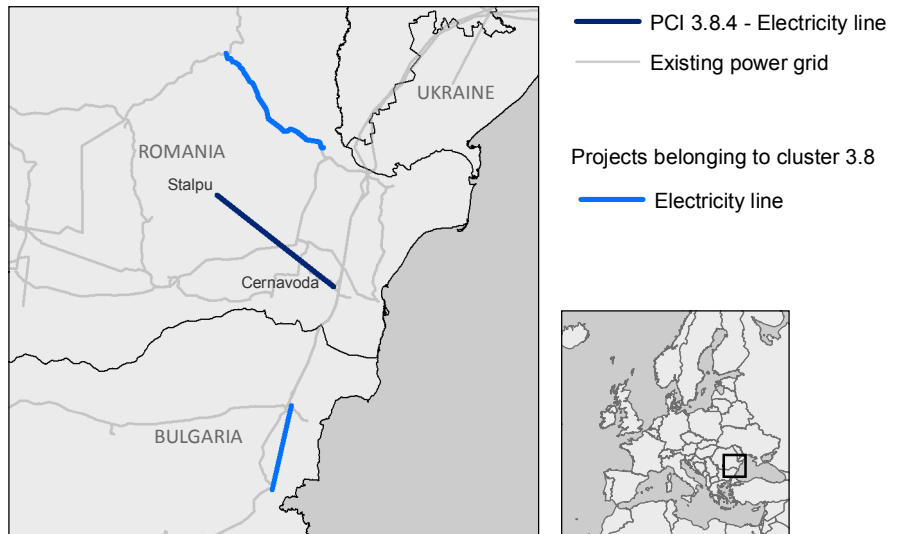 PCI 3.8.4 - Electricity line
Existing power grid
Projects belonging to cluster 3.8
Electricity line
UKRAINE
ROMANIA
Stalpu
Cernavoda
BULGARIA